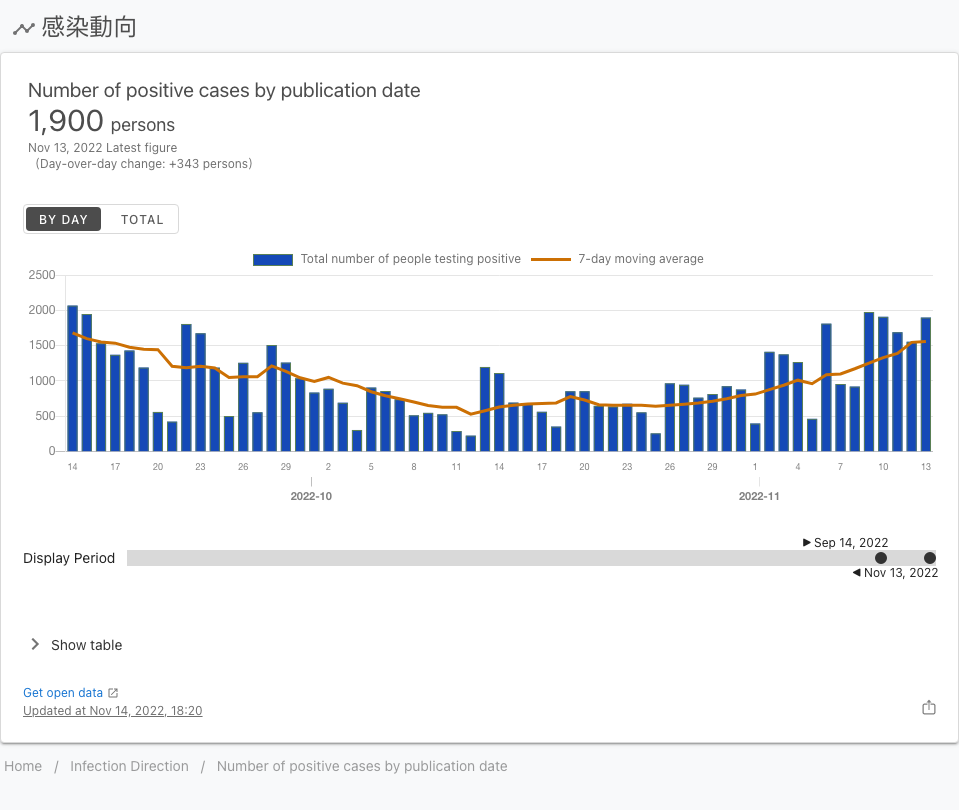 感染動向
Number of positive cases by publication date
1,900 persons
Nov 13, 2022 Latest figure
(Day-over-day change: +343 persons)
BY DAY TOTAL
Total number of people testing positive 7-day moving average
2500
2000
1500
1000
500
0
14 17 20 23 26 29 2 5 8 11 14 17 20 23 26 29 1 4 7 10 13
2022-10 2022-11
Sep 14, 2022
Display Period
Nov 13, 2022
Show table
Get open data
Updated at Nov 14, 2022, 18:20
Home / Infection Direction / Number of positive cases by publication date